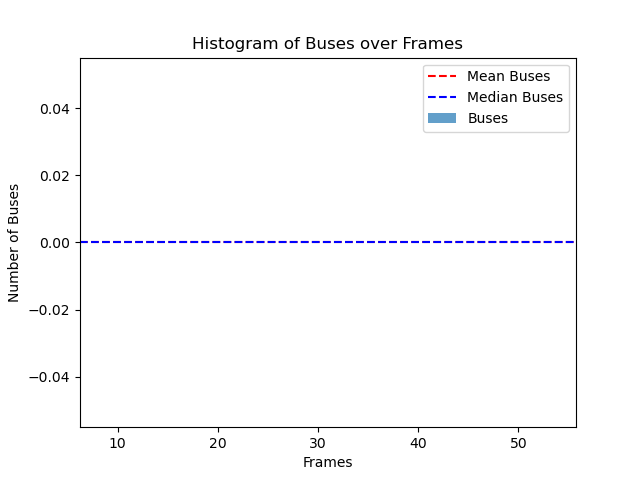 Histogram of Buses over Frames
Mean Buses
Median Buses
Buses
0.04
0.02
0.00
−0.02
−0.04
Number of Buses
10 20 30 40 50
Frames